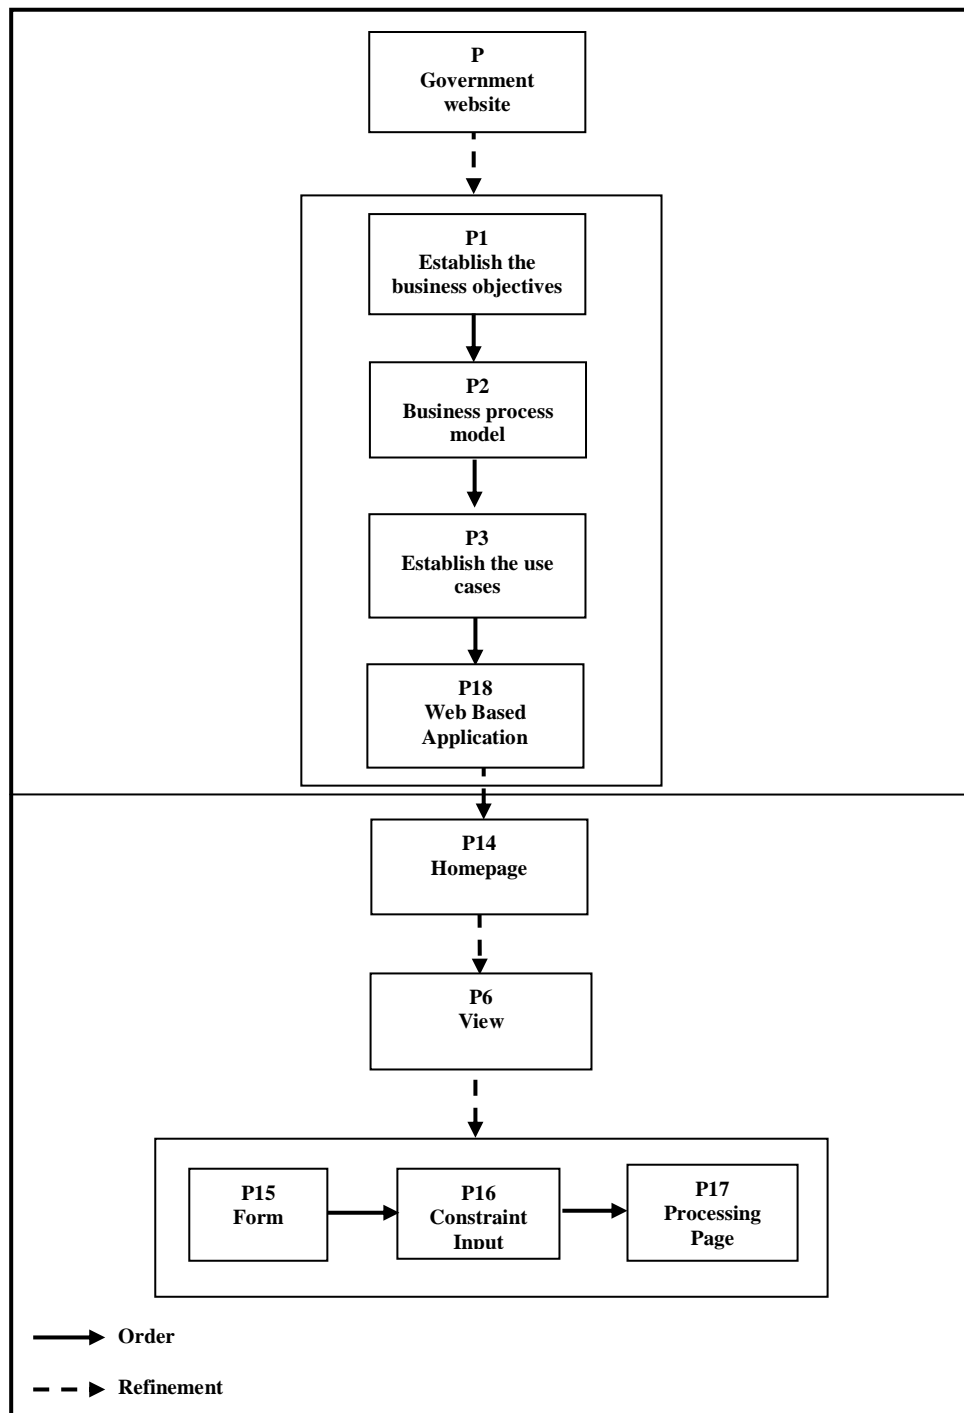 P
Government
website
P1
Establish the
business objectives
P2
Business process
model
P3
Establish the use
cases
P18
Web Based
Application
P14
Homepage
P6
View
P15
Form
P16
Constraint
Input
P17
Processing
Page
Order
Refinement